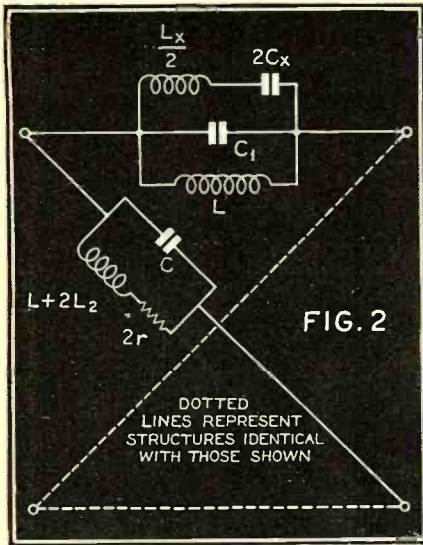 Lₓ
2
2Cₓ
C₁
L
C
L+2L₂
2r
FIG. 2
DOTTED
LINES REPRESENT
STRUCTURES IDENTICAL
WITH THOSE SHOWN